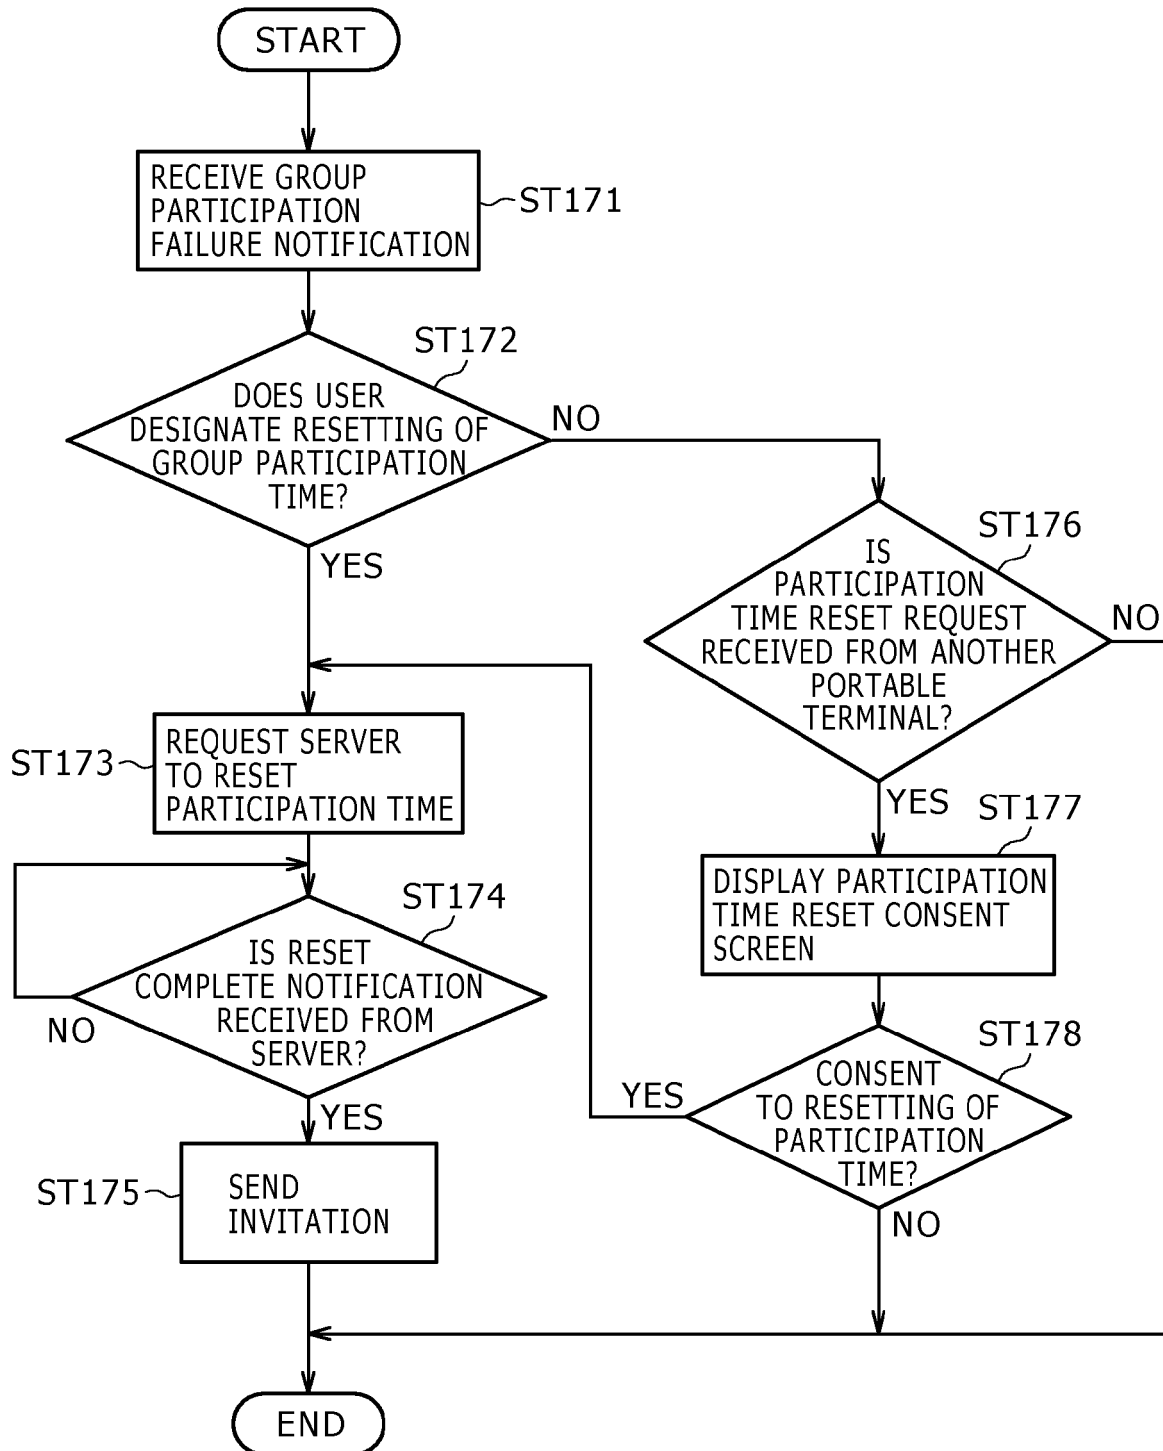 START
RECEIVE GROUP
PARTICIPATION
FAILURE NOTIFICATION
ST171
ST172
DOES USER
DESIGNATE RESETTING OF
GROUP PARTICIPATION
TIME?
NO
YES
ST176
IS
PARTICIPATION
TIME RESET REQUEST
RECEIVED FROM ANOTHER
PORTABLE
TERMINAL?
NO
YES
ST173
REQUEST SERVER
TO RESET
PARTICIPATION TIME
ST177
DISPLAY PARTICIPATION
TIME RESET CONSENT
SCREEN
ST174
IS RESET
COMPLETE NOTIFICATION
RECEIVED FROM
SERVER?
NO
YES
ST178
CONSENT
TO RESETTING OF
PARTICIPATION
TIME?
YES
NO
ST175
SEND
INVITATION
END